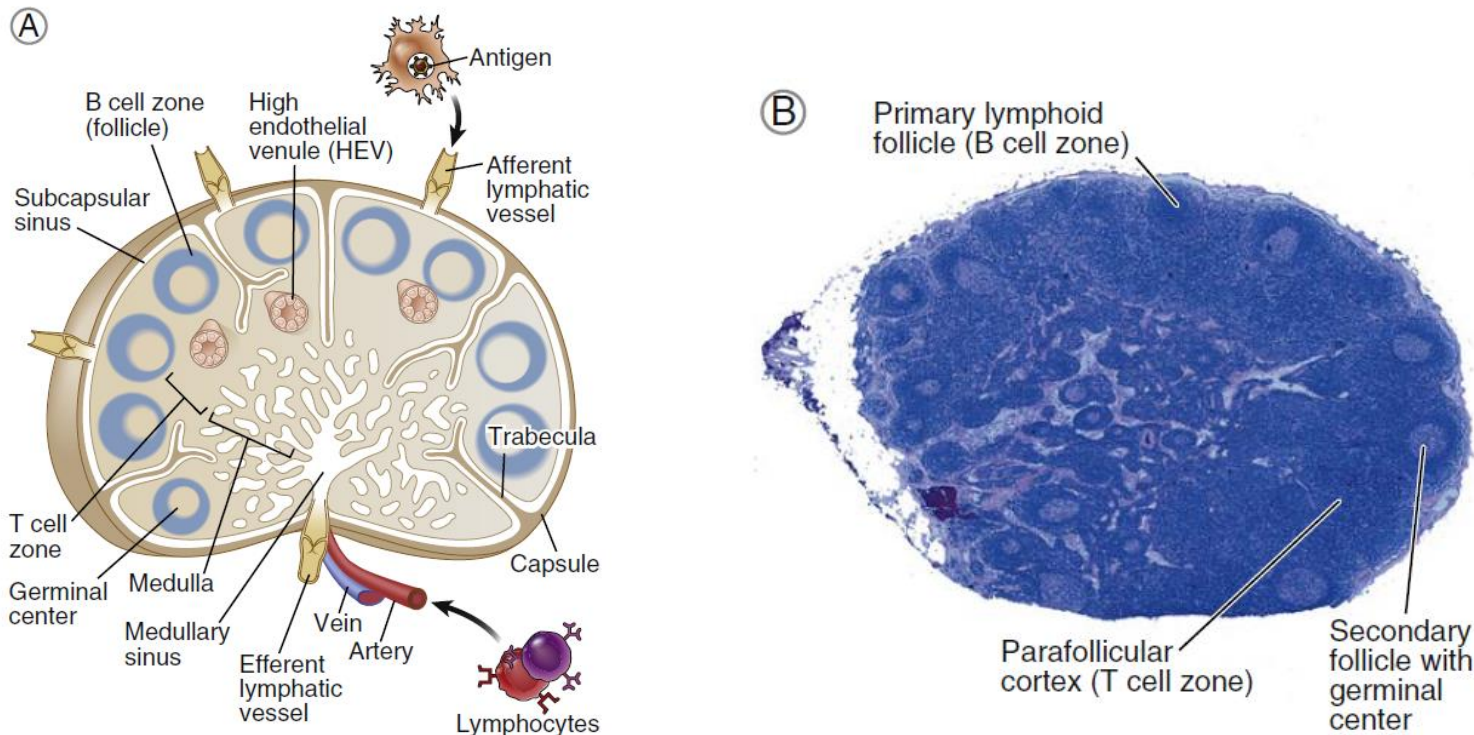 A
Antigen
B cell zone
(follicle)
High
endothelial
venule (HEV)
Afferent
lymphatic
vessel
Subcapsular
sinus
Trabecula
T cell
zone
Capsule
Germinal
center
Medulla
Medullary
sinus
Vein
Artery
Efferent
lymphatic
vessel
Lymphocytes
B
Primary lymphoid
follicle (B cell zone)
Parafollicular
cortex (T cell zone)
Secondary
follicle with
germinal
center